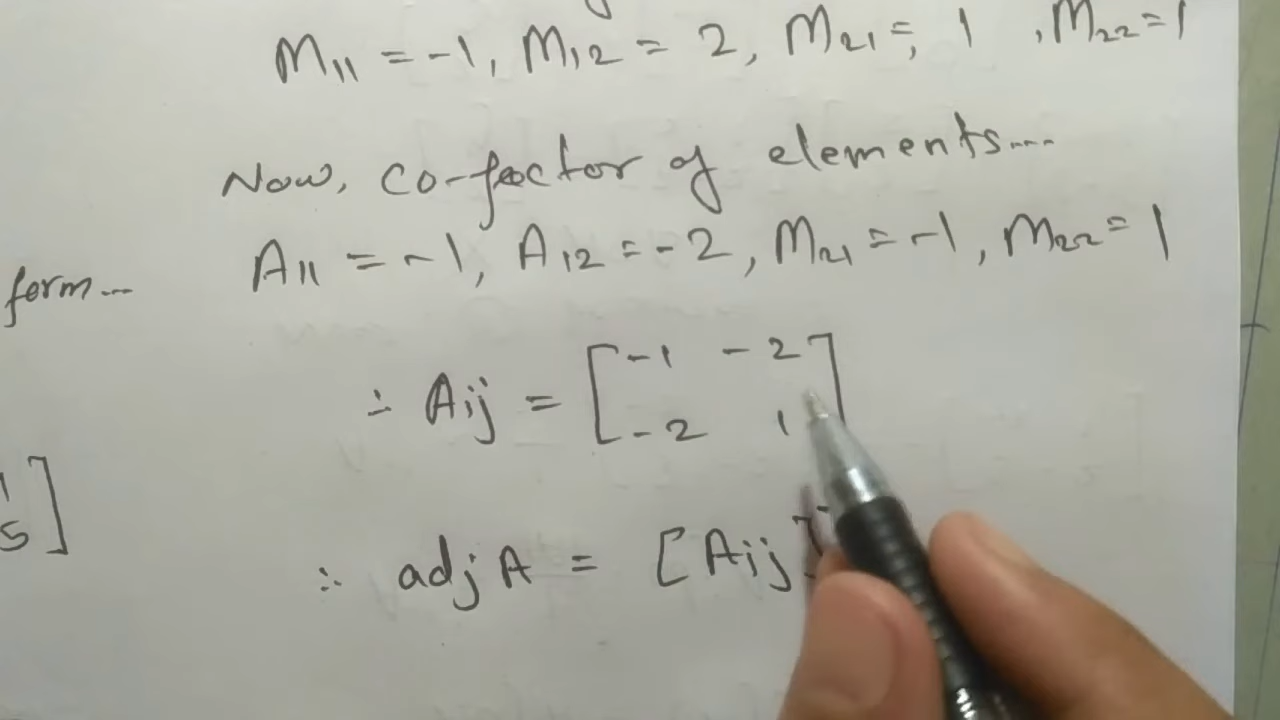 M11 = -1, M12 = 2, M21 = 1 , M22 = 1
Now, co-factor of elements...
A11 = -1, A12 = -2, M21 = -1, M22 = 1
form...
∴ Aij = [-1 -2
-2 1]
5]
∴ adj A = [Aij]